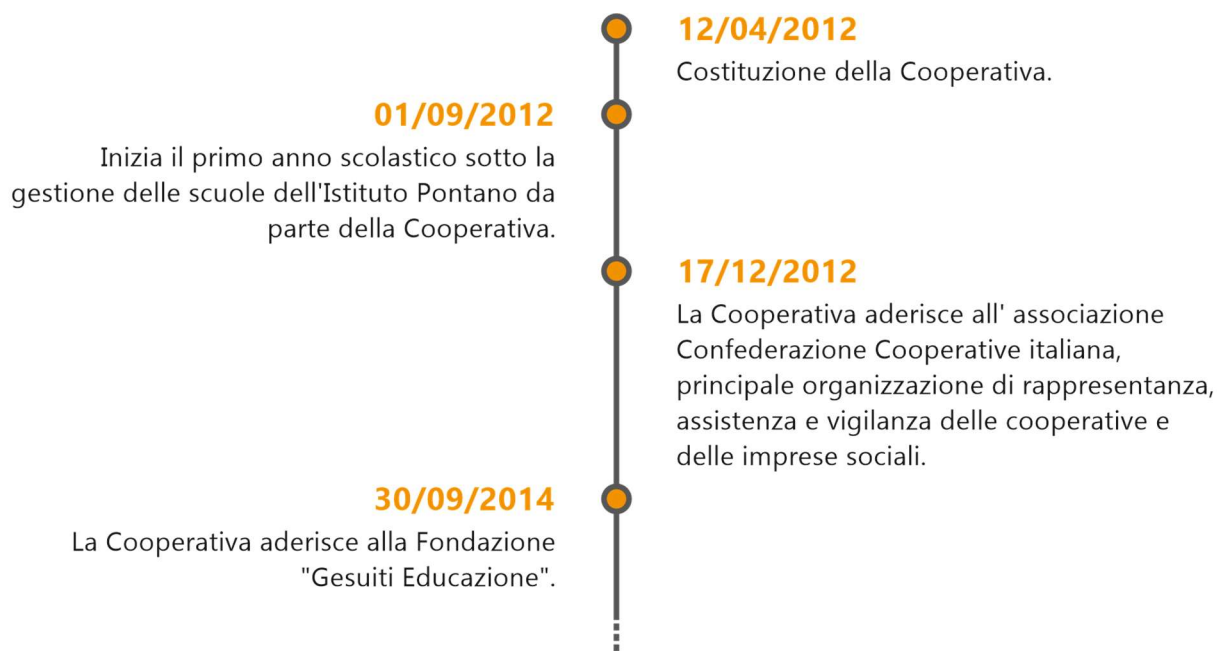 12/04/2012
Costituzione della Cooperativa.
01/09/2012
Inizia il primo anno scolastico sotto la
gestione delle scuole dell'Istituto Pontano da
parte della Cooperativa.
17/12/2012
La Cooperativa aderisce all' associazione
Confederazione Cooperative italiana,
principale organizzazione di rappresentanza,
assistenza e vigilanza delle cooperative e
delle imprese sociali.
30/09/2014
La Cooperativa aderisce alla Fondazione
"Gesuiti Educazione".